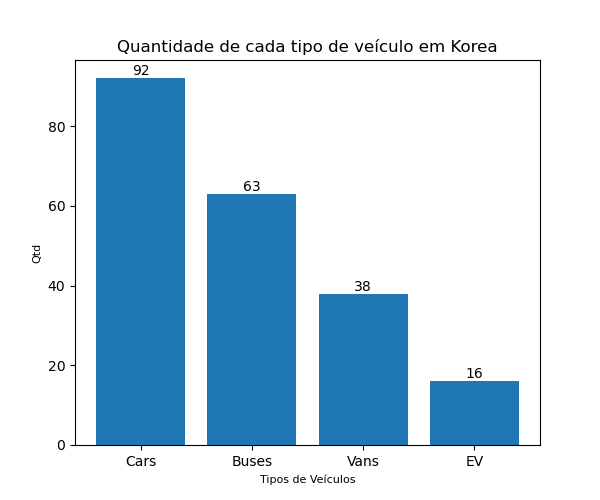 Quantidade de cada tipo de veículo em Korea
92
63
38
16
80
60
40
20
0
Qtd
Cars Buses Vans EV
Tipos de Veículos